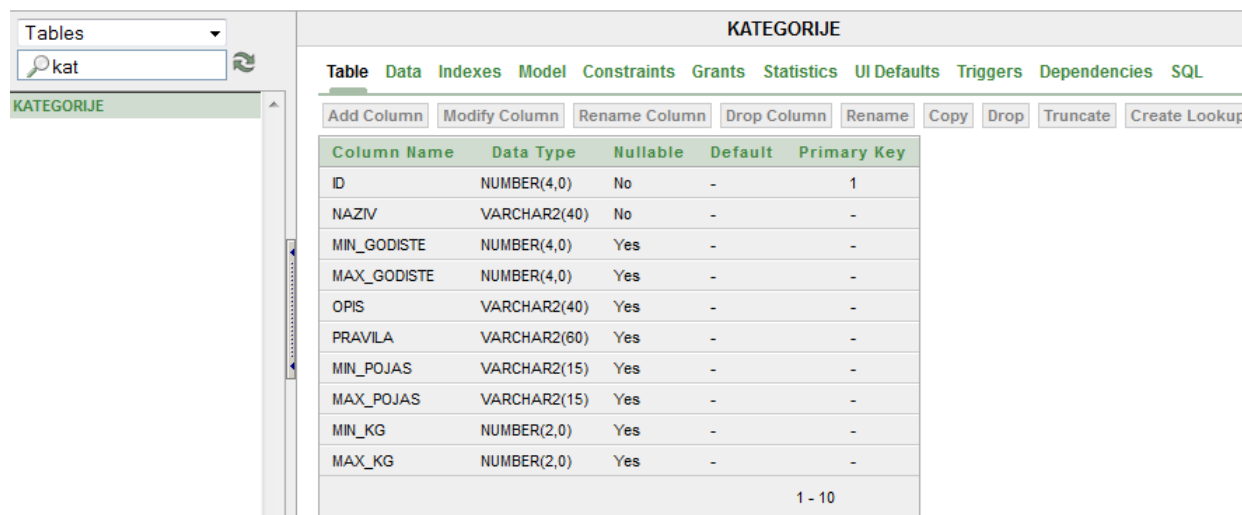 Tables
kat
KATEGORIJE
KATEGORIJE
Table Data Indexes Model Constraints Grants Statistics UI Defaults Triggers Dependencies SQL
Add Column Modify Column Rename Column Drop Column Rename Copy Drop Truncate Create Lookup
Column Name Data Type Nullable Default Primary Key
ID NUMBER(4,0) No - 1
NAZIV VARCHAR2(40) No - -
MIN_GODISTE NUMBER(4,0) Yes - -
MAX_GODISTE NUMBER(4,0) Yes - -
OPIS VARCHAR2(40) Yes - -
PRAVILA VARCHAR2(60) Yes - -
MIN_POJAS VARCHAR2(15) Yes - -
MAX_POJAS VARCHAR2(15) Yes - -
MIN_KG NUMBER(2,0) Yes - -
MAX_KG NUMBER(2,0) Yes - -
1 - 10